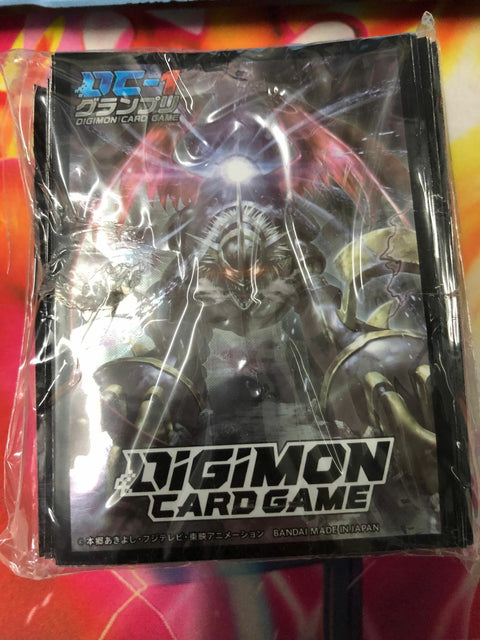 DC-1
グランプリ
DIGIMON CARD GAME
DiGiMON
CARD GAME
©本郷あきよし・フジテレビ・東映アニメーション BANDAI MADE IN JAPAN